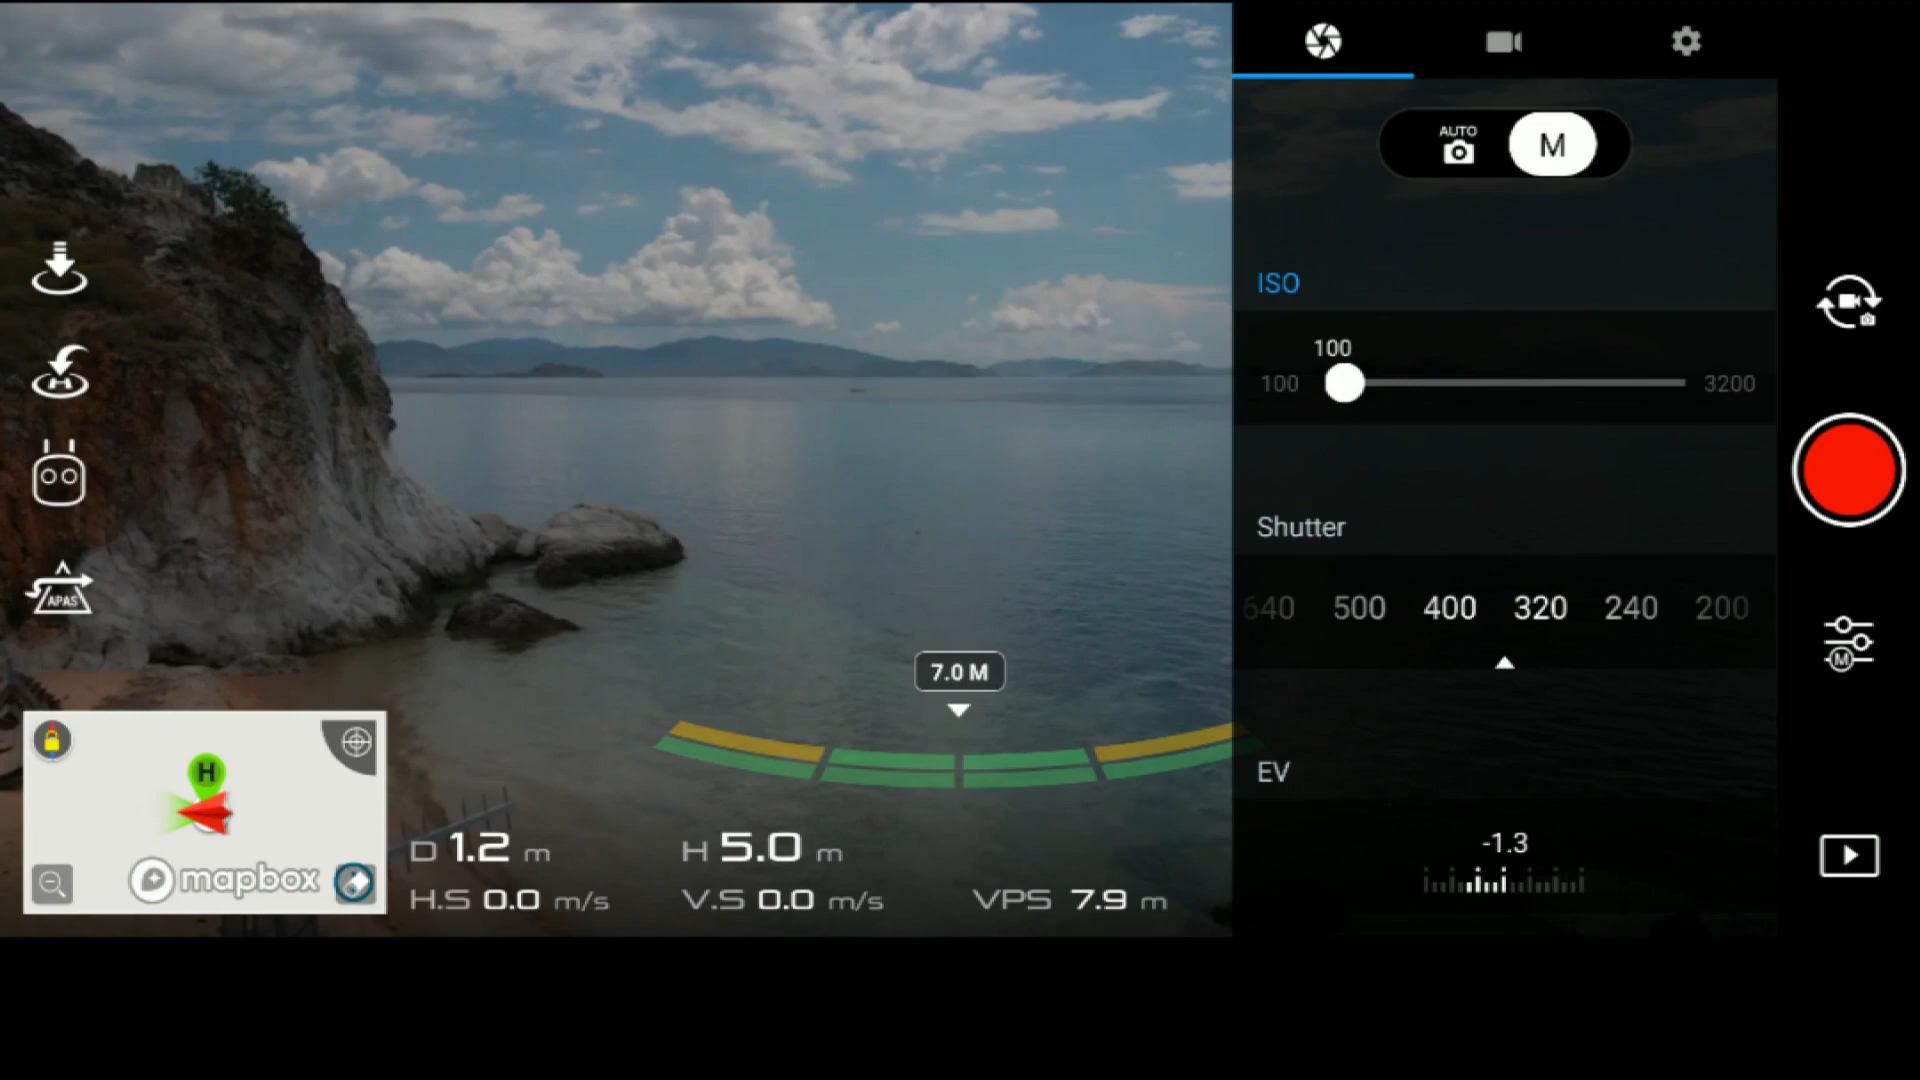 AUTO
M
ISO
100
100 3200
Shutter
640 500 400 320 240 200
APAS
M
7.0 M
EV
H
-1.3
D 1.2 m H 5.0 m
mapbox
H.S 0.0 m/s V.S 0.0 m/s VPS 7.9 m